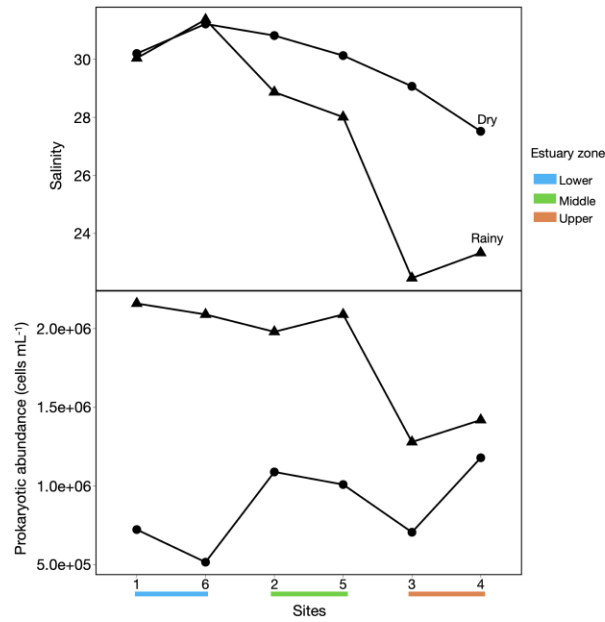 Salinity
30
28
26
24
Dry
Rainy
Estuary zone
Lower
Middle
Upper
Prokaryotic abundance (cells mL⁻¹)
2.0e+06
1.5e+06
1.0e+06
5.0e+05
1 6 2 5 3 4
Sites